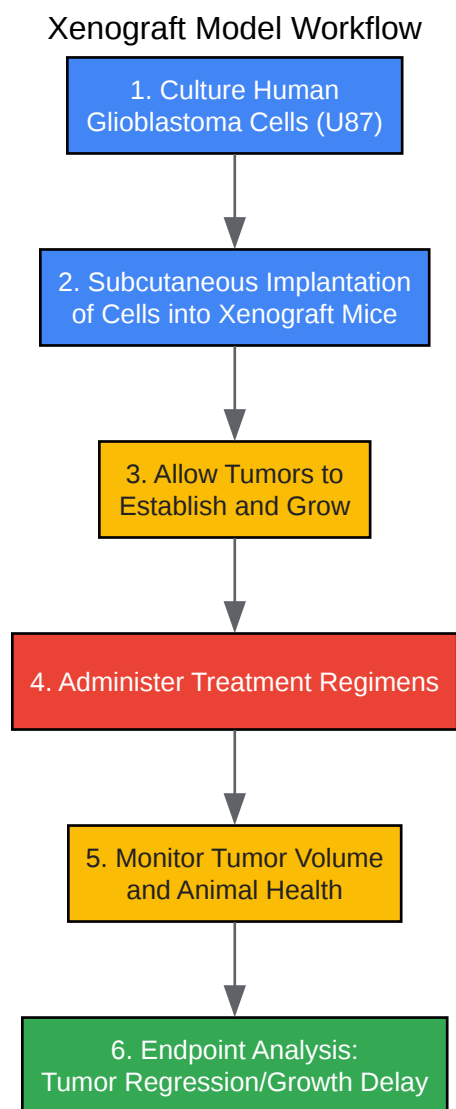 Xenograft Model Workflow
1. Culture Human
Glioblastoma Cells (U87)
2. Subcutaneous Implantation
of Cells into Xenograft Mice
3. Allow Tumors to
Establish and Grow
4. Administer Treatment Regimens
5. Monitor Tumor Volume
and Animal Health
6. Endpoint Analysis:
Tumor Regression/Growth Delay